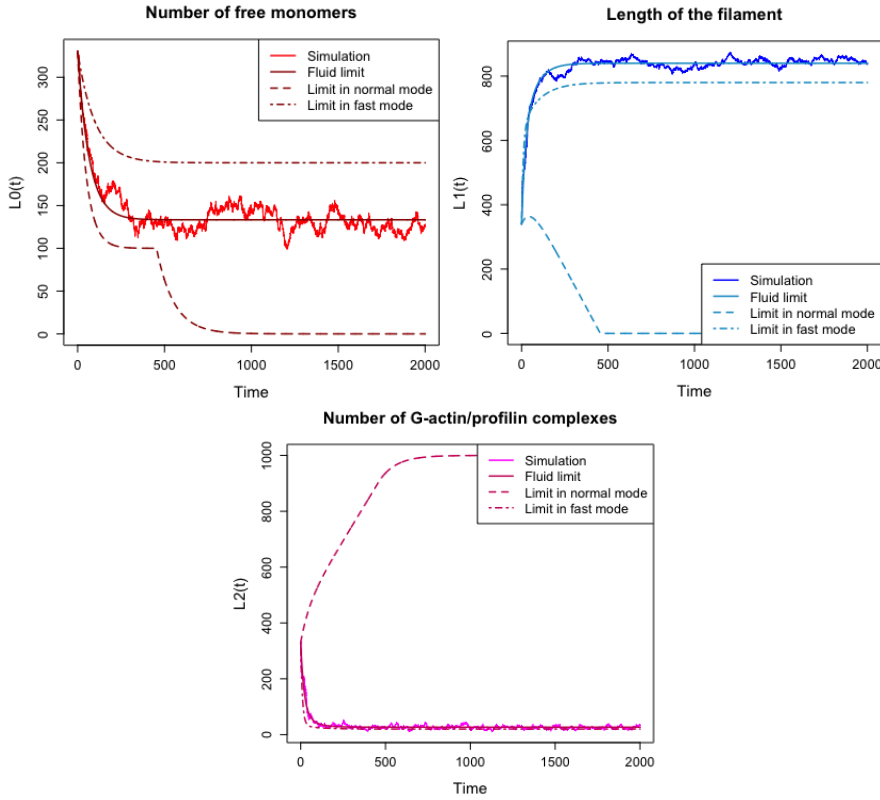 Number of free monomers
L0(t)
300
250
200
150
100
50
0
Simulation
Fluid limit
Limit in normal mode
Limit in fast mode
0 500 1000 1500 2000
Time
Length of the filament
L1(t)
800
600
400
200
0
Simulation
Fluid limit
Limit in normal mode
Limit in fast mode
0 500 1000 1500 2000
Time
Number of G-actin/profilin complexes
L2(t)
1000
800
600
400
200
0
Simulation
Fluid limit
Limit in normal mode
Limit in fast mode
0 500 1000 1500 2000
Time